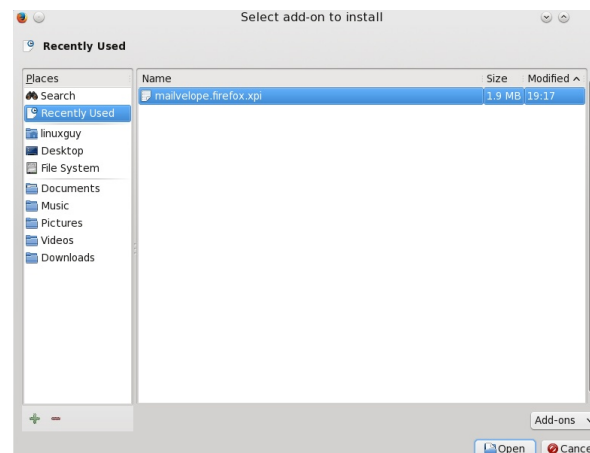 Select add-on to install
Recently Used
Places
Search
Recently Used
linuxguy
Desktop
File System
Documents
Music
Pictures
Videos
Downloads
Name Size Modified
mailvelope.firefox.xpi 1.9 MB 19:17
Add-ons
Open Cance